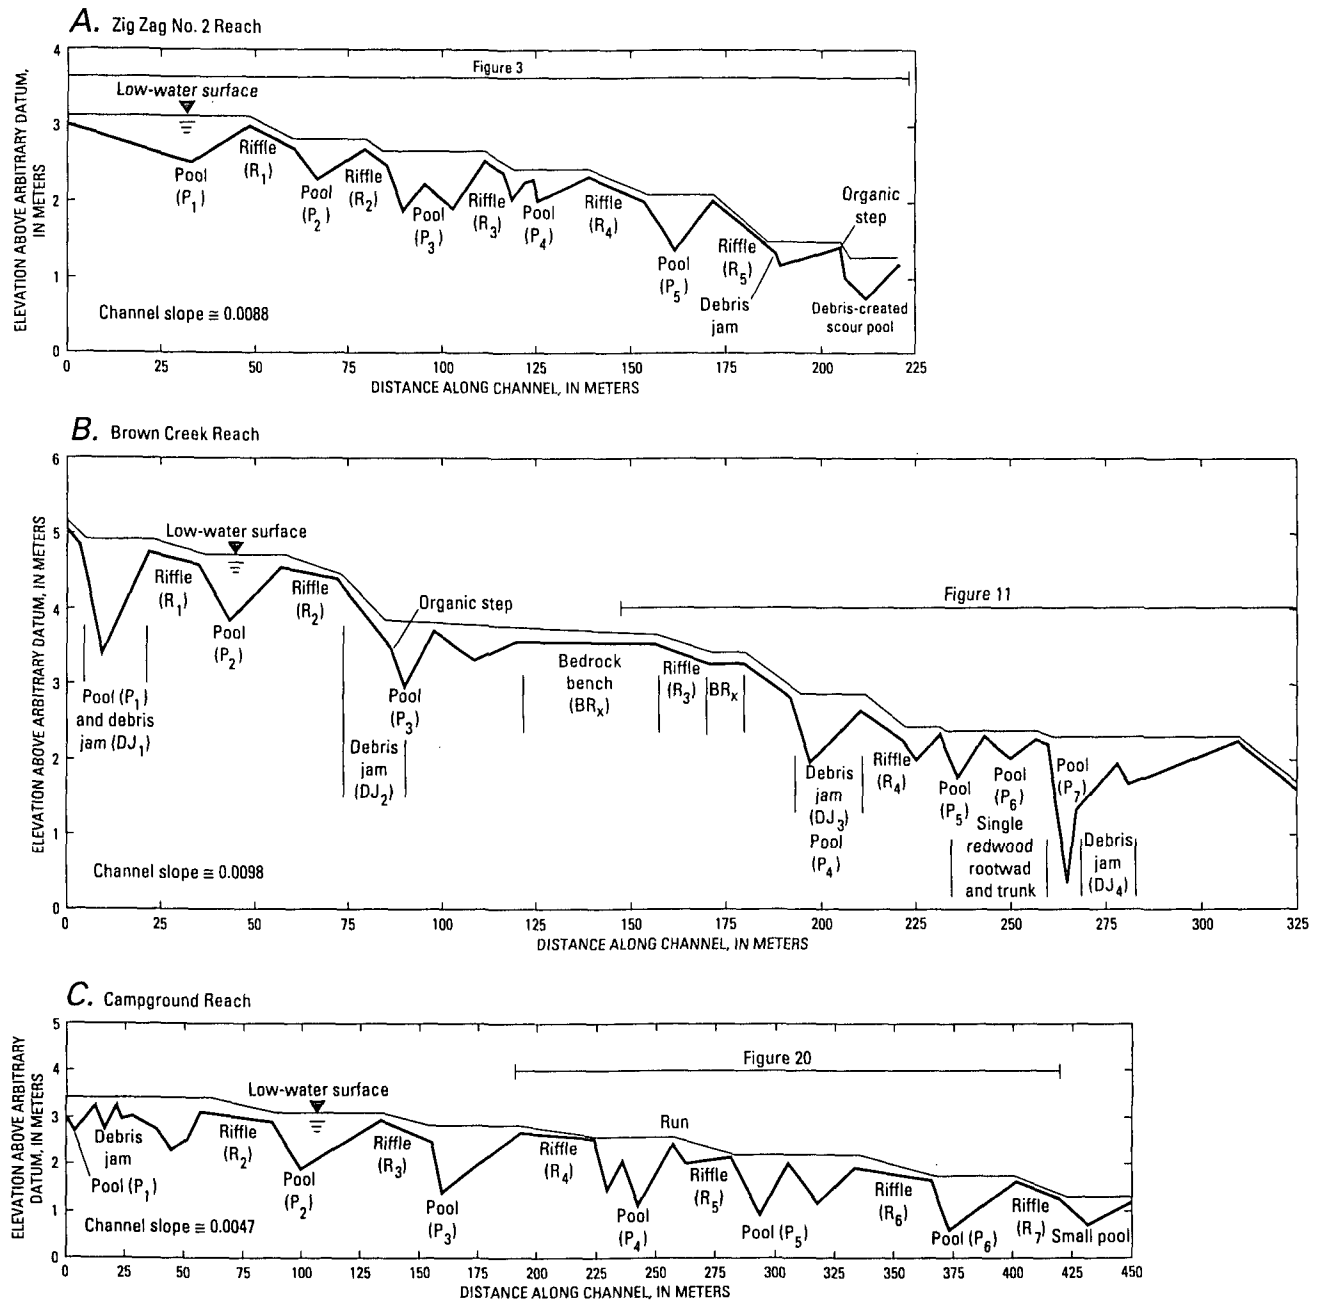 A. Zig Zag No. 2 Reach
ELEVATION ABOVE ARBITRARY DATUM,
IN METERS
4
3
2
1
0
Figure 3
Low-water surface
Pool
(P1)
Riffle
(R1)
Pool
(P2)
Riffle
(R2)
Pool
(P3)
Riffle
(R3)
Pool
(P4)
Riffle
(R4)
Pool
(P5)
Riffle
(R5)
Debris
jam
Organic
step
Debris-created
scour pool
Channel slope ≅ 0.0088
0 25 50 75 100 125 150 175 200 225
DISTANCE ALONG CHANNEL, IN METERS
B. Brown Creek Reach
ELEVATION ABOVE ARBITRARY DATUM, IN METERS
6
5
4
3
2
1
0
Low-water surface
Figure 11
Pool (P1)
and debris
jam (DJ1)
Riffle
(R1)
Pool
(P2)
Riffle
(R2)
Organic step
Debris
jam
(DJ2)
Pool
(P3)
Bedrock
bench
(BRx)
Riffle
(R3)
BRx
Debris
jam
(DJ3)
Pool
(P4)
Riffle
(R4)
Pool
(P5)
Pool
(P6)
Single
redwood
rootwad
and trunk
Pool
(P7)
Debris
jam
(DJ4)
Channel slope ≅ 0.0098
0 25 50 75 100 125 150 175 200 225 250 275 300 325
DISTANCE ALONG CHANNEL, IN METERS
C. Campground Reach
ELEVATION ABOVE ARBITRARY
DATUM, IN METERS
5
4
3
2
1
0
Low-water surface
Figure 20
Run
Debris
jam
Pool (P1)
Riffle
(R2)
Pool
(P2)
Riffle
(R3)
Pool
(P3)
Riffle
(R4)
Pool
(P4)
Riffle
(R5)
Pool (P5)
Riffle
(R6)
Pool (P6)
Riffle
(R7)
Small pool
Channel slope ≅ 0.0047
0 25 50 75 100 125 150 175 200 225 250 275 300 325 350 375 400 425 450
DISTANCE ALONG CHANNEL, IN METERS